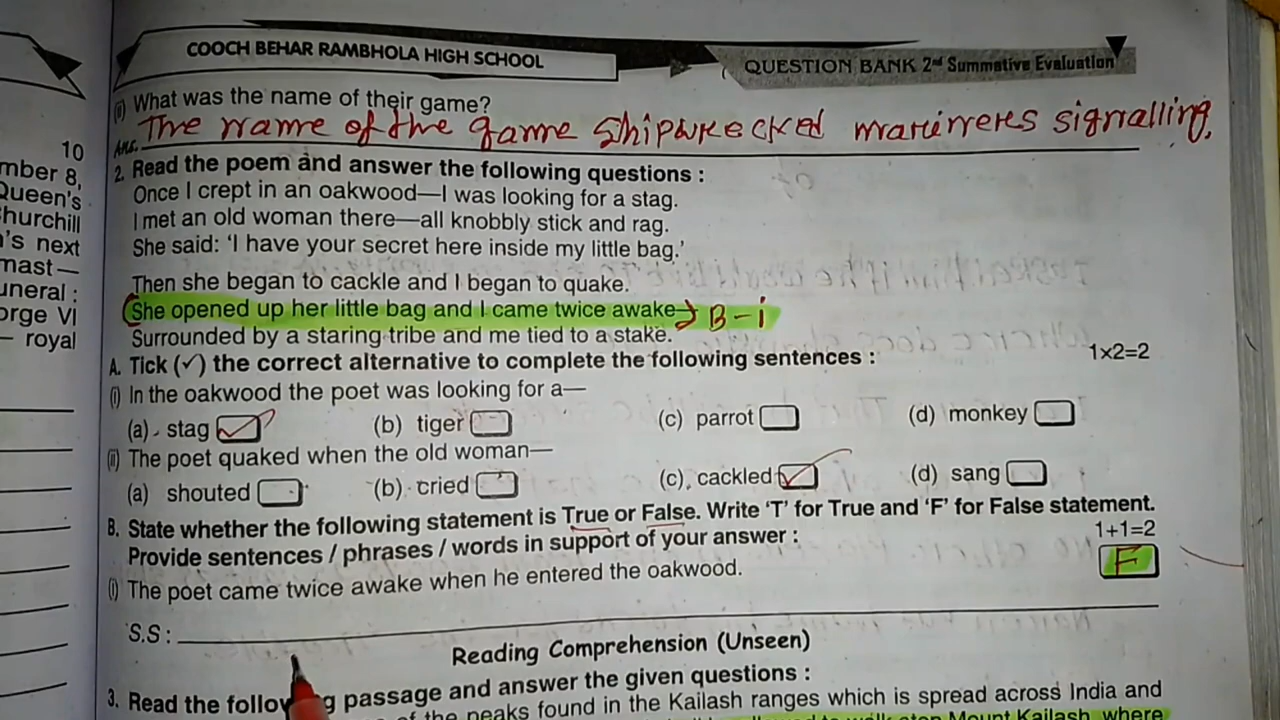 COOCH BEHAR RAMBHOLA HIGH SCHOOL
QUESTION BANK 2nd Summative Evaluation
(ii) What was the name of their game?
Ans. The name of the game Shipwrecked marirreres signalling.
2. Read the poem and answer the following questions :
Once I crept in an oakwood—I was looking for a stag.
I met an old woman there—all knobbly stick and rag.
She said: 'I have your secret here inside my little bag.'
Then she began to cackle and I began to quake.
She opened up her little bag and I came twice awake— B-i
Surrounded by a staring tribe and me tied to a stake.
A. Tick (✓) the correct alternative to complete the following sentences : 1×2=2
(i) In the oakwood the poet was looking for a—
(a) stag ✓ (b) tiger (c) parrot (d) monkey
(ii) The poet quaked when the old woman—
(a) shouted (b) cried (c) cackled ✓ (d) sang
B. State whether the following statement is True or False. Write 'T' for True and 'F' for False statement.
Provide sentences / phrases / words in support of your answer : 1+1=2
(i) The poet came twice awake when he entered the oakwood. F
S.S :
Reading Comprehension (Unseen)
3. Read the following passage and answer the given questions :
of the peaks found in the Kailash ranges which is spread across India and
allowed to walk atop Mount Kailash, where
10
mber 8,
Queen's
hurchill
's next
mast —
uneral :
orge VI
— royal